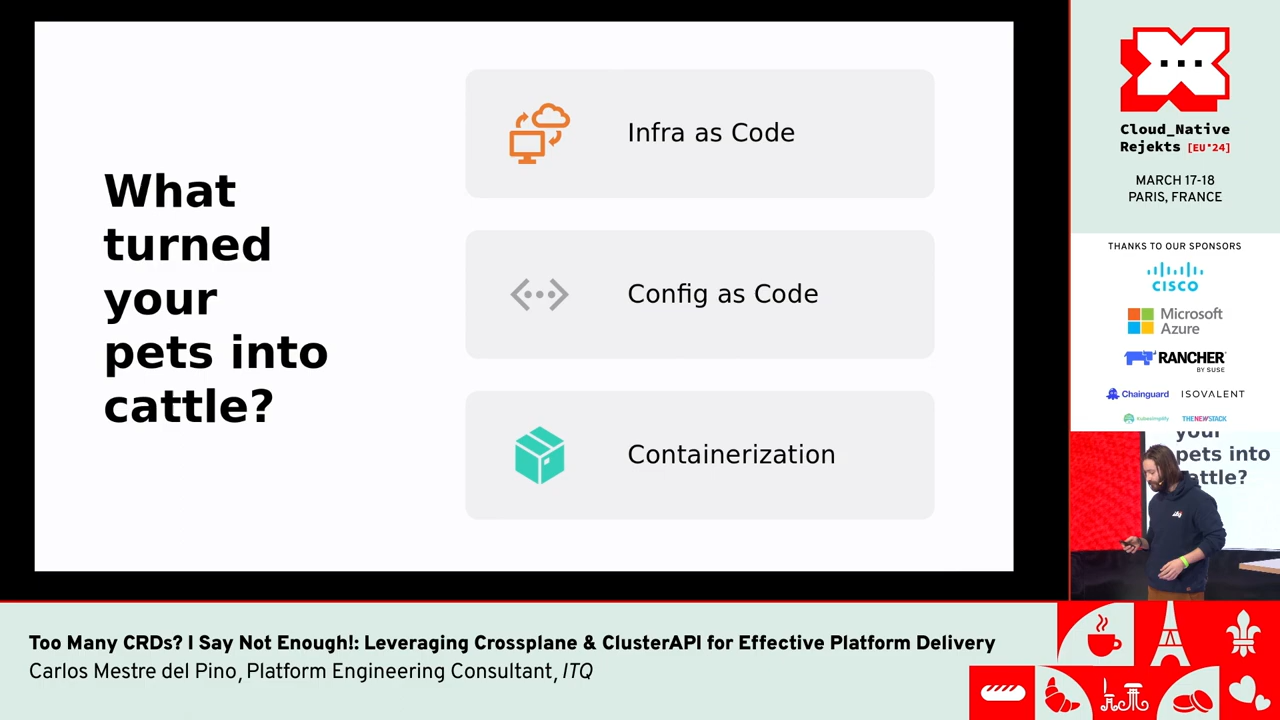 What
turned
your
pets into
cattle?
Infra as Code
Config as Code
Containerization
Cloud_Native
Rejekts [EU*24]
MARCH 17-18
PARIS, FRANCE
THANKS TO OUR SPONSORS
CISCO
Microsoft
Azure
RANCHER
BY SUSE
Chainguard ISOVALENT
Kubesimplify THENEWSTACK
your
pets into
cattle?
Too Many CRDs? I Say Not Enough!: Leveraging Crossplane & ClusterAPI for Effective Platform Delivery
Carlos Mestre del Pino, Platform Engineering Consultant, ITQ